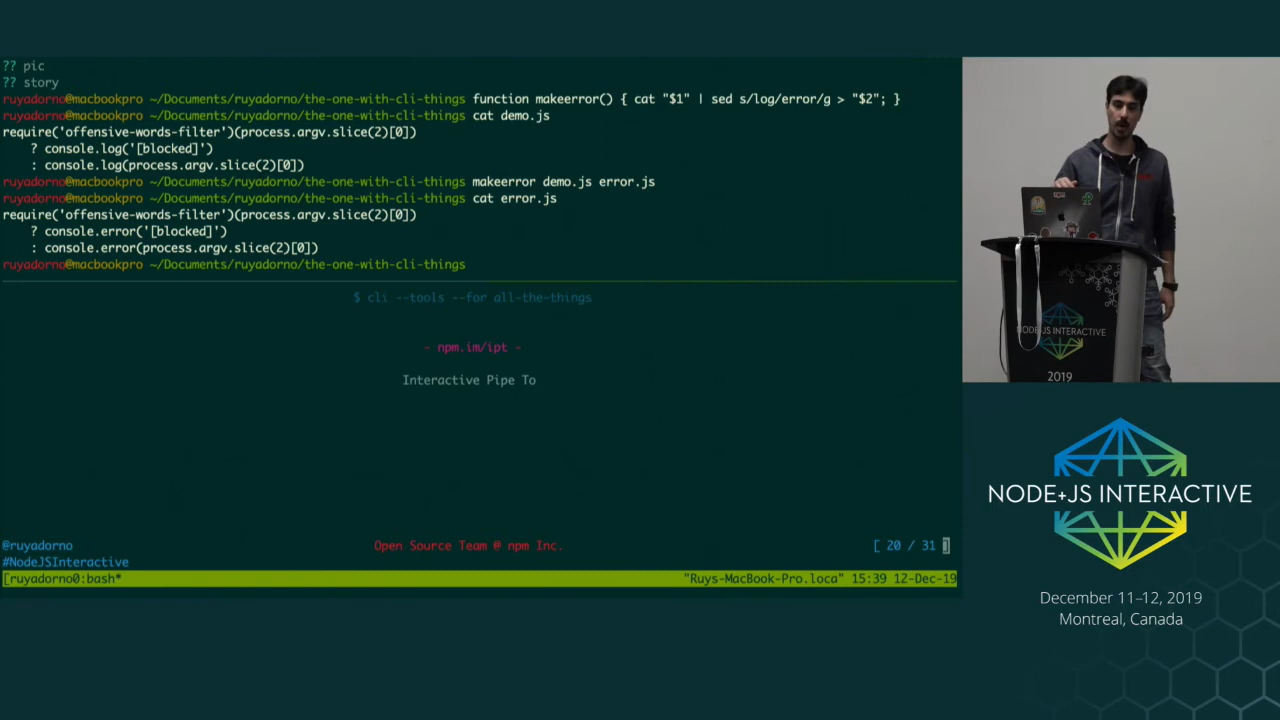 ?? pic
?? story
ruyadorno@macbookpro ~/Documents/ruyadorno/the-one-with-cli-things function makeerror() { cat "$1" | sed s/log/error/g > "$2"; }
ruyadorno@macbookpro ~/Documents/ruyadorno/the-one-with-cli-things cat demo.js
require('offensive-words-filter')(process.argv.slice(2)[0])
    ? console.log('[blocked]')
    : console.log(process.argv.slice(2)[0])
ruyadorno@macbookpro ~/Documents/ruyadorno/the-one-with-cli-things makeerror demo.js error.js
ruyadorno@macbookpro ~/Documents/ruyadorno/the-one-with-cli-things cat error.js
require('offensive-words-filter')(process.argv.slice(2)[0])
    ? console.error('[blocked]')
    : console.error(process.argv.slice(2)[0])
ruyadorno@macbookpro ~/Documents/ruyadorno/the-one-with-cli-things
$ cli --tools --for all-the-things
~ npm.im/ipt ~
Interactive Pipe To
@ruyadorno
Open Source Team @ npm Inc.
[ 20 / 31 ]
#NodeJSInteractive
[ruyadorno0:bash*
"Ruys-MacBook-Pro.loca" 15:39 12-Dec-19
NODE+JS INTERACTIVE
2019
NODE+JS INTERACTIVE
December 11–12, 2019
Montreal, Canada